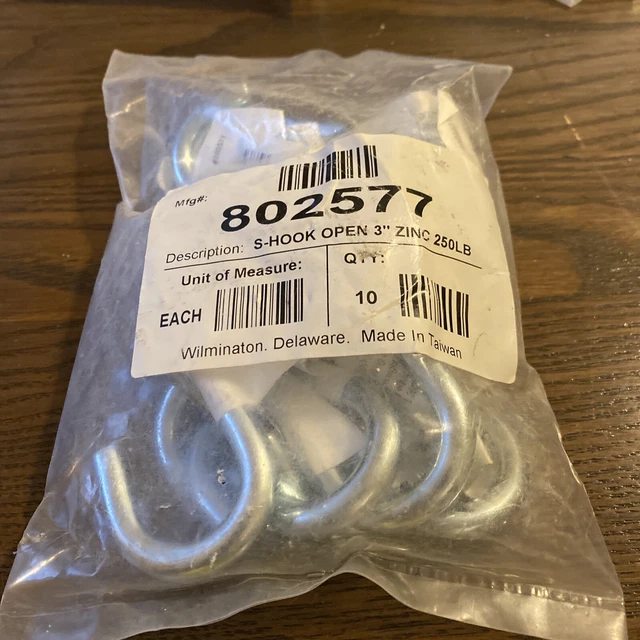 Mfg#:
802577
Description: S-HOOK OPEN 3" ZINC 250LB
Unit of Measure:
QTY:
EACH
10
Wilminaton. Delaware. Made In Taiwan